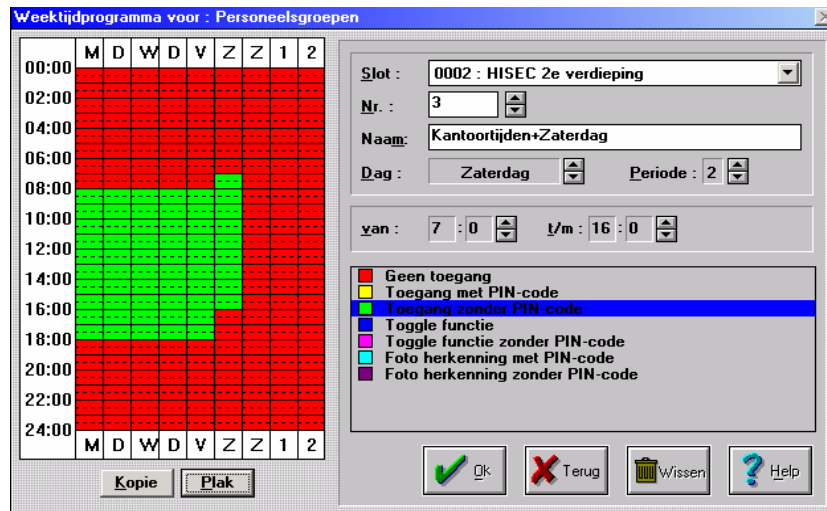 Weektijdprogramma voor : Personeelsgroepen
M D W D V Z Z 1 2
00:00
02:00
04:00
06:00
08:00
10:00
12:00
14:00
16:00
18:00
20:00
22:00
24:00
M D W D V Z Z 1 2
Kopie Plak
Slot : 0002 : HISEC 2e verdieping
Nr. : 3
Naam: Kantoortijden+Zaterdag
Dag : Zaterdag Periode : 2
van : 7 : 0 t/m : 16 : 0
Geen toegang
Toegang met PIN-code
Toegang zonder PIN-code
Toggle functie
Toggle functie zonder PIN-code
Foto herkenning met PIN-code
Foto herkenning zonder PIN-code
Ok Terug Wissen Help